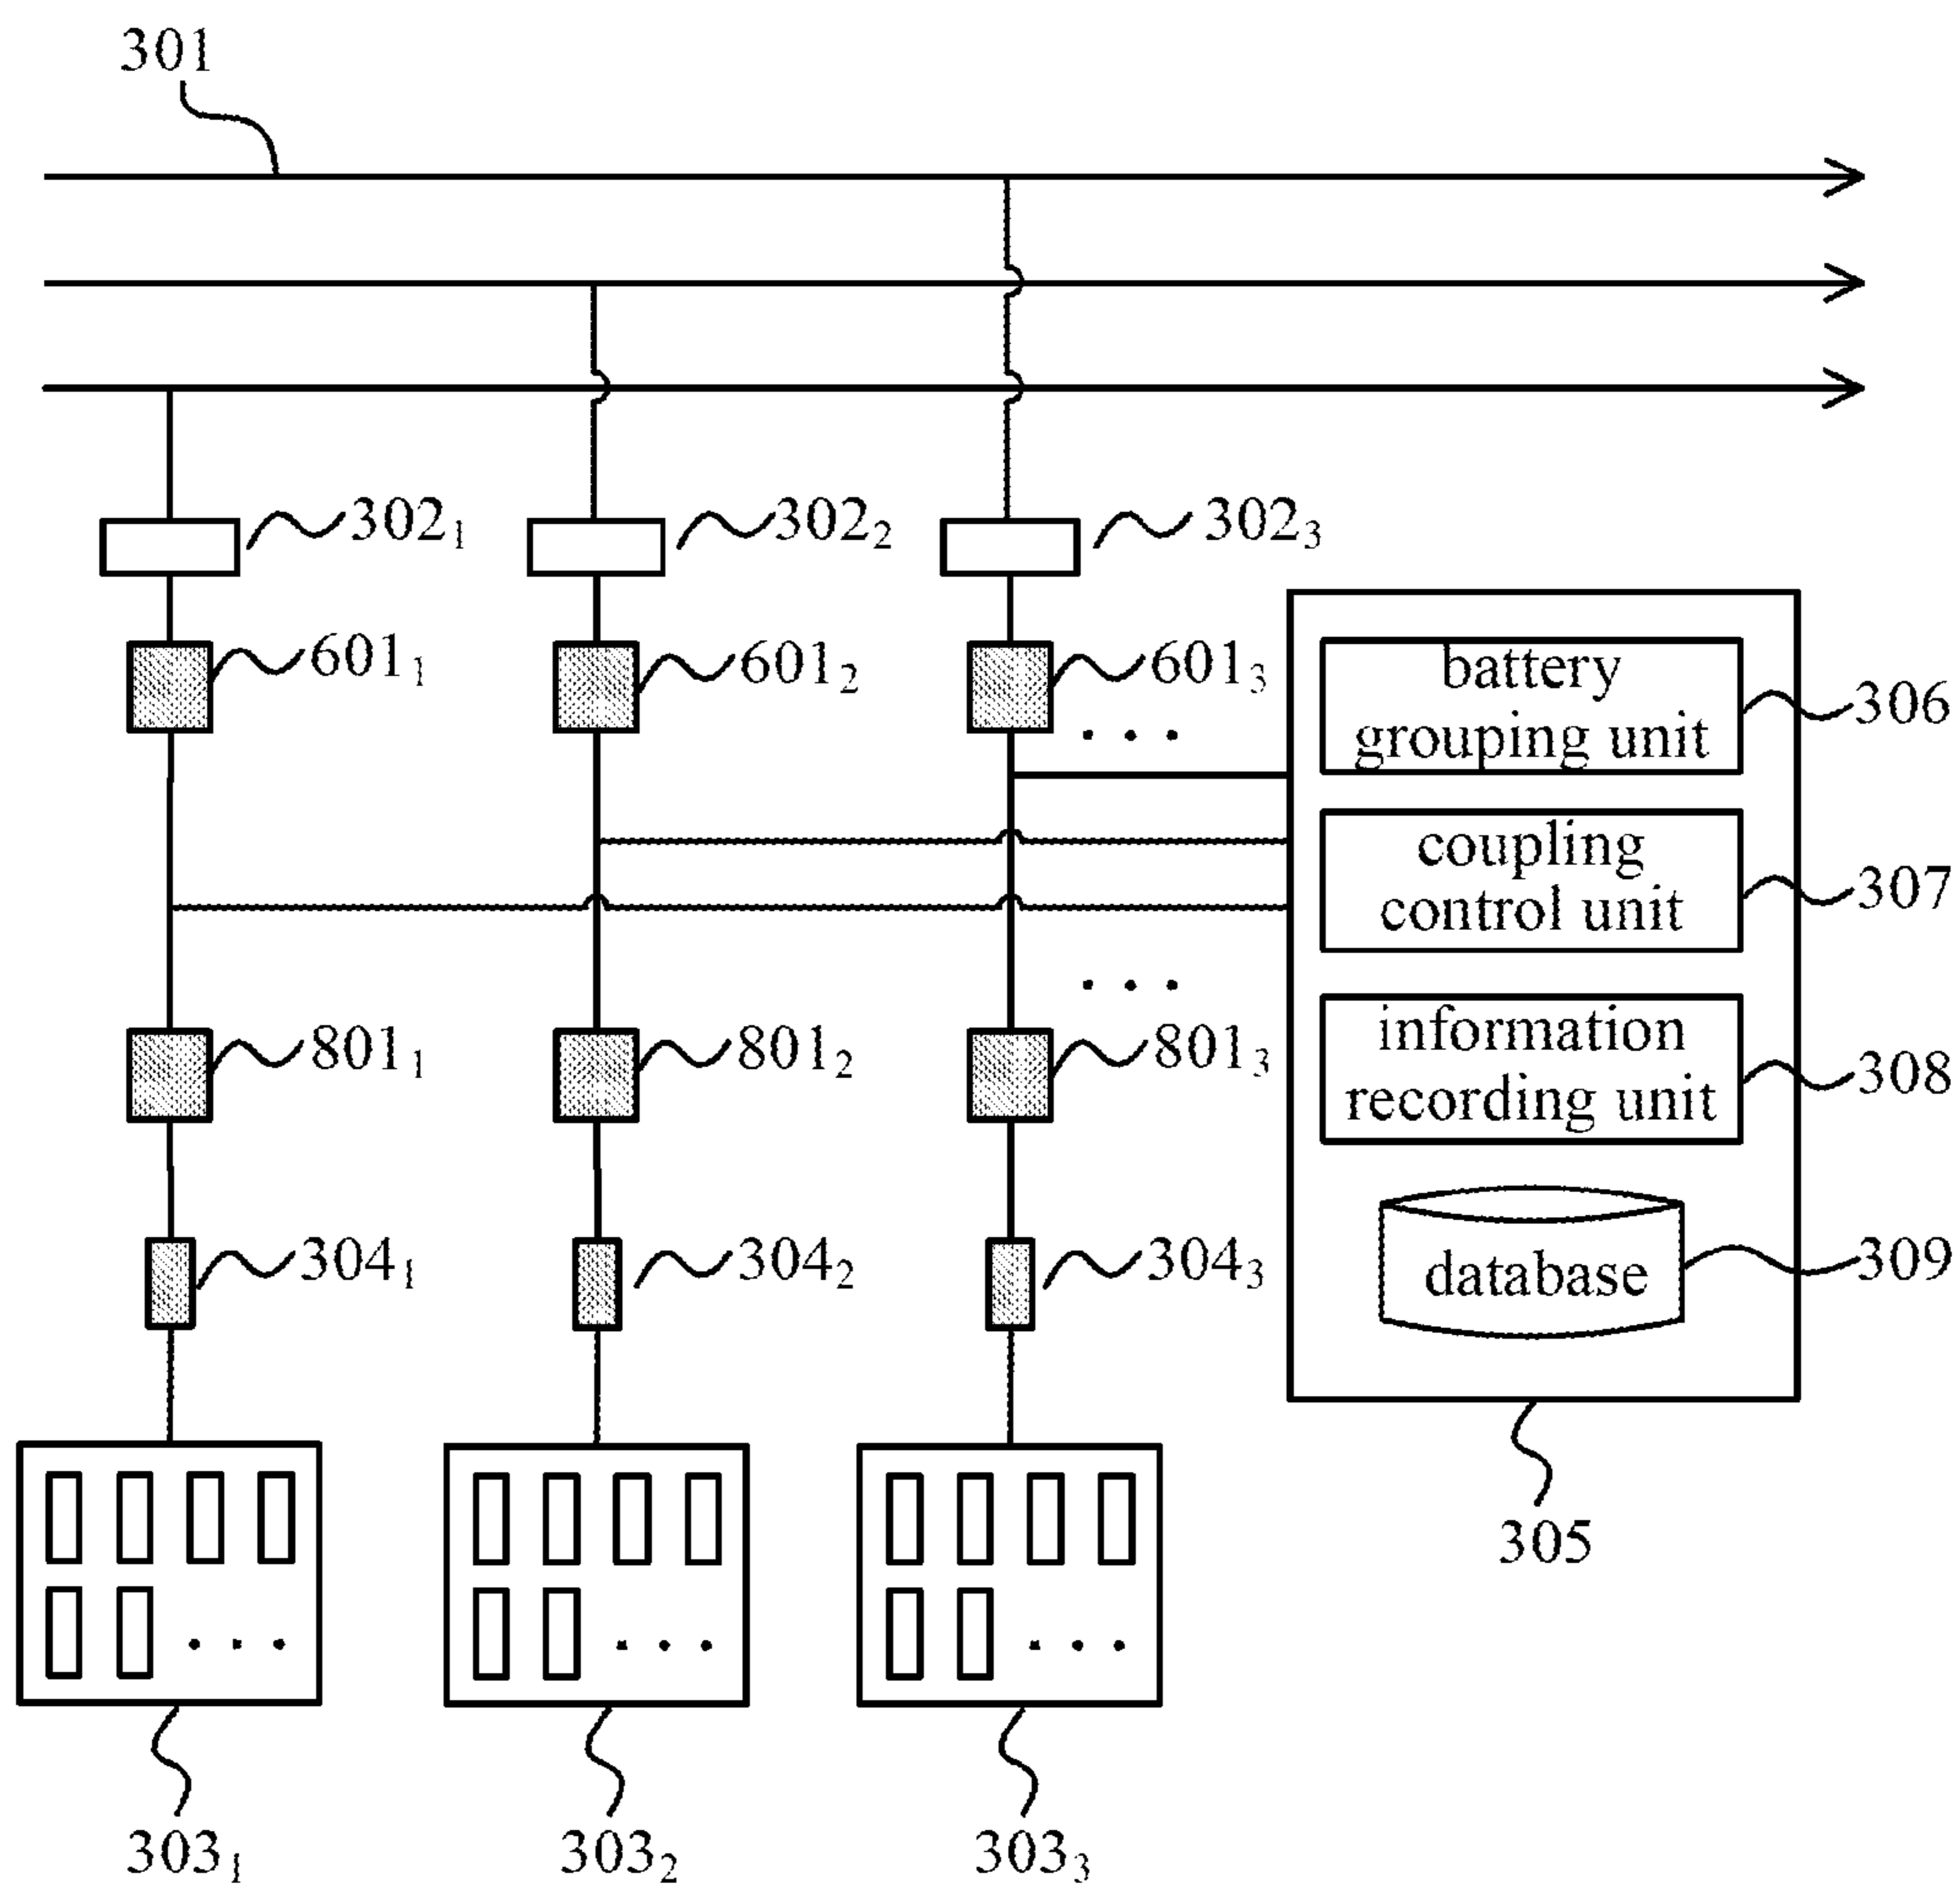 301
302₁ 302₂ 302₃
601₁ 601₂ 601₃
battery
grouping unit
306
. . .
coupling
control unit
307
. . .
801₁ 801₂ 801₃
information
recording unit
308
304₁ 304₂ 304₃
database
309
305
. . . . . . . . .
303₁ 303₂ 303₃